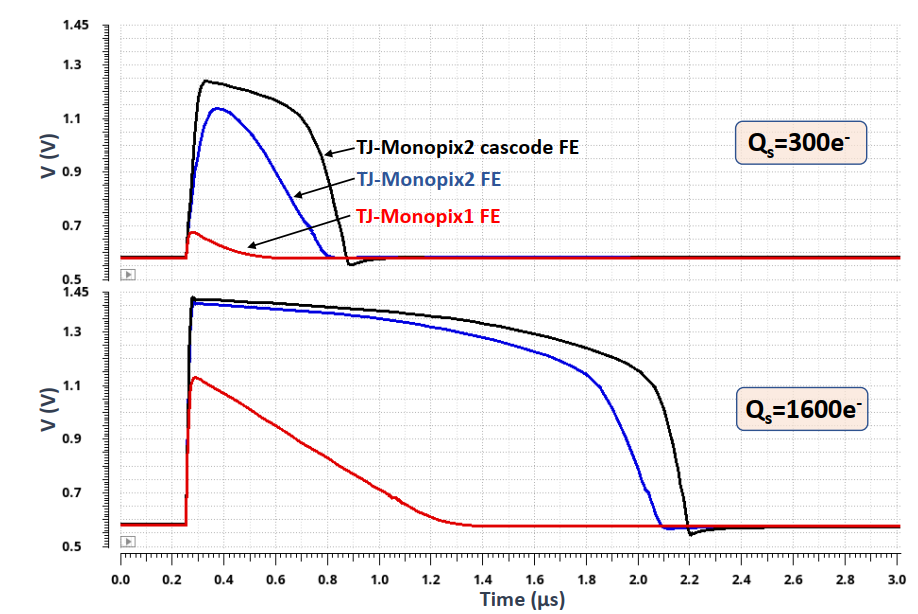 1.45
1.3
1.1
0.9
0.7
0.5
V (V)
TJ-Monopix2 cascode FE
TJ-Monopix2 FE
TJ-Monopix1 FE
Qs=300e-
1.45
1.3
1.1
0.9
0.7
0.5
V (V)
Qs=1600e-
0.0 0.2 0.4 0.6 0.8 1.0 1.2 1.4 1.6 1.8 2.0 2.2 2.4 2.6 2.8 3.0
Time (µs)